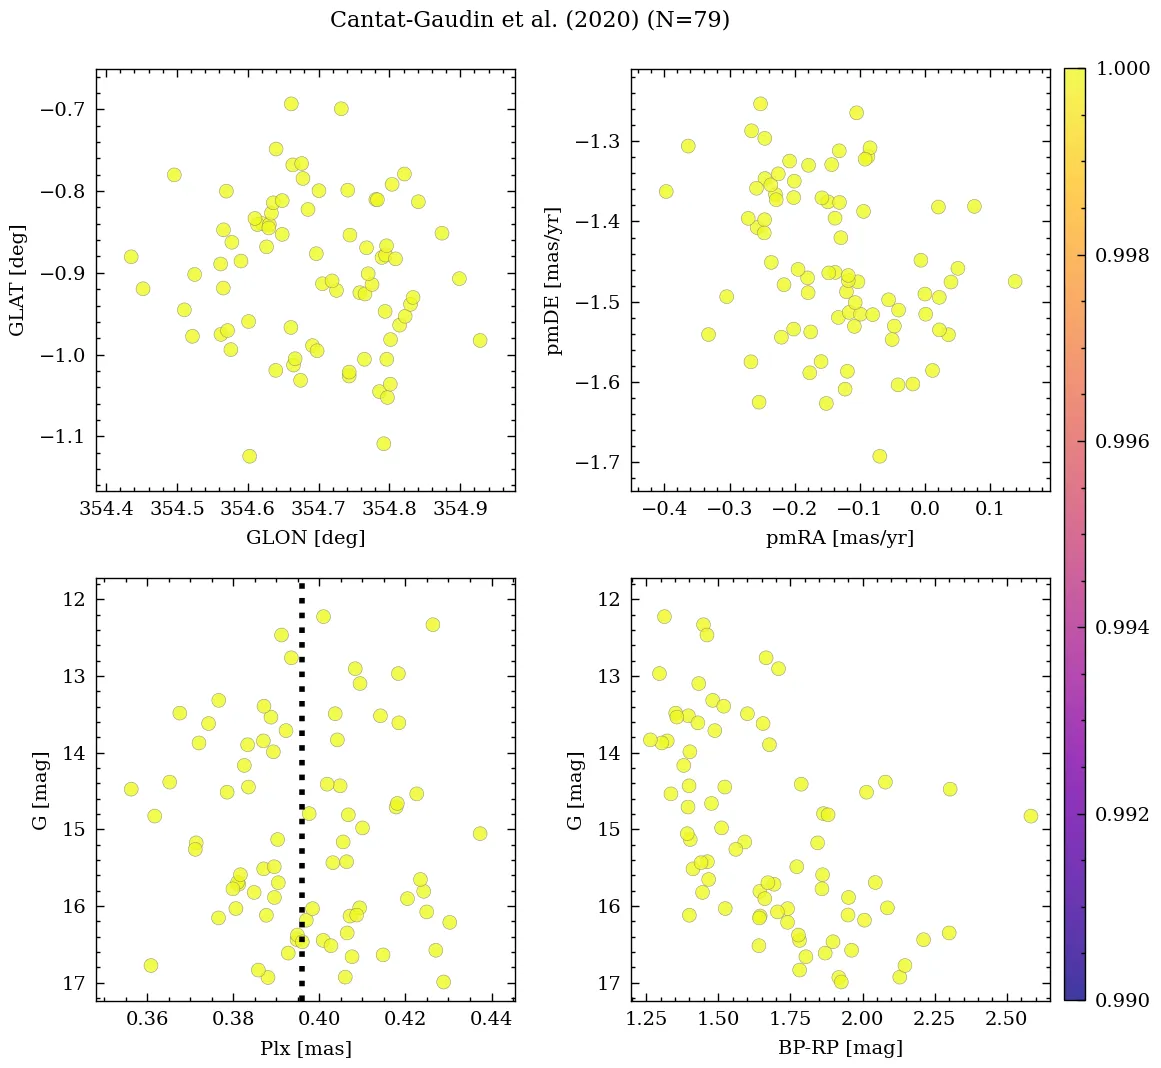 Cantat-Gaudin et al. (2020) (N=79)
−0.7
−0.8
−0.9
−1.0
−1.1
GLAT [deg]
354.4 354.5 354.6 354.7 354.8 354.9
GLON [deg]
−1.3
−1.4
−1.5
−1.6
−1.7
pmDE [mas/yr]
−0.4 −0.3 −0.2 −0.1 0.0 0.1
pmRA [mas/yr]
12
13
14
15
16
17
G [mag]
0.36 0.38 0.40 0.42 0.44
Plx [mas]
12
13
14
15
16
17
G [mag]
1.25 1.50 1.75 2.00 2.25 2.50
BP-RP [mag]
1.000
0.998
0.996
0.994
0.992
0.990